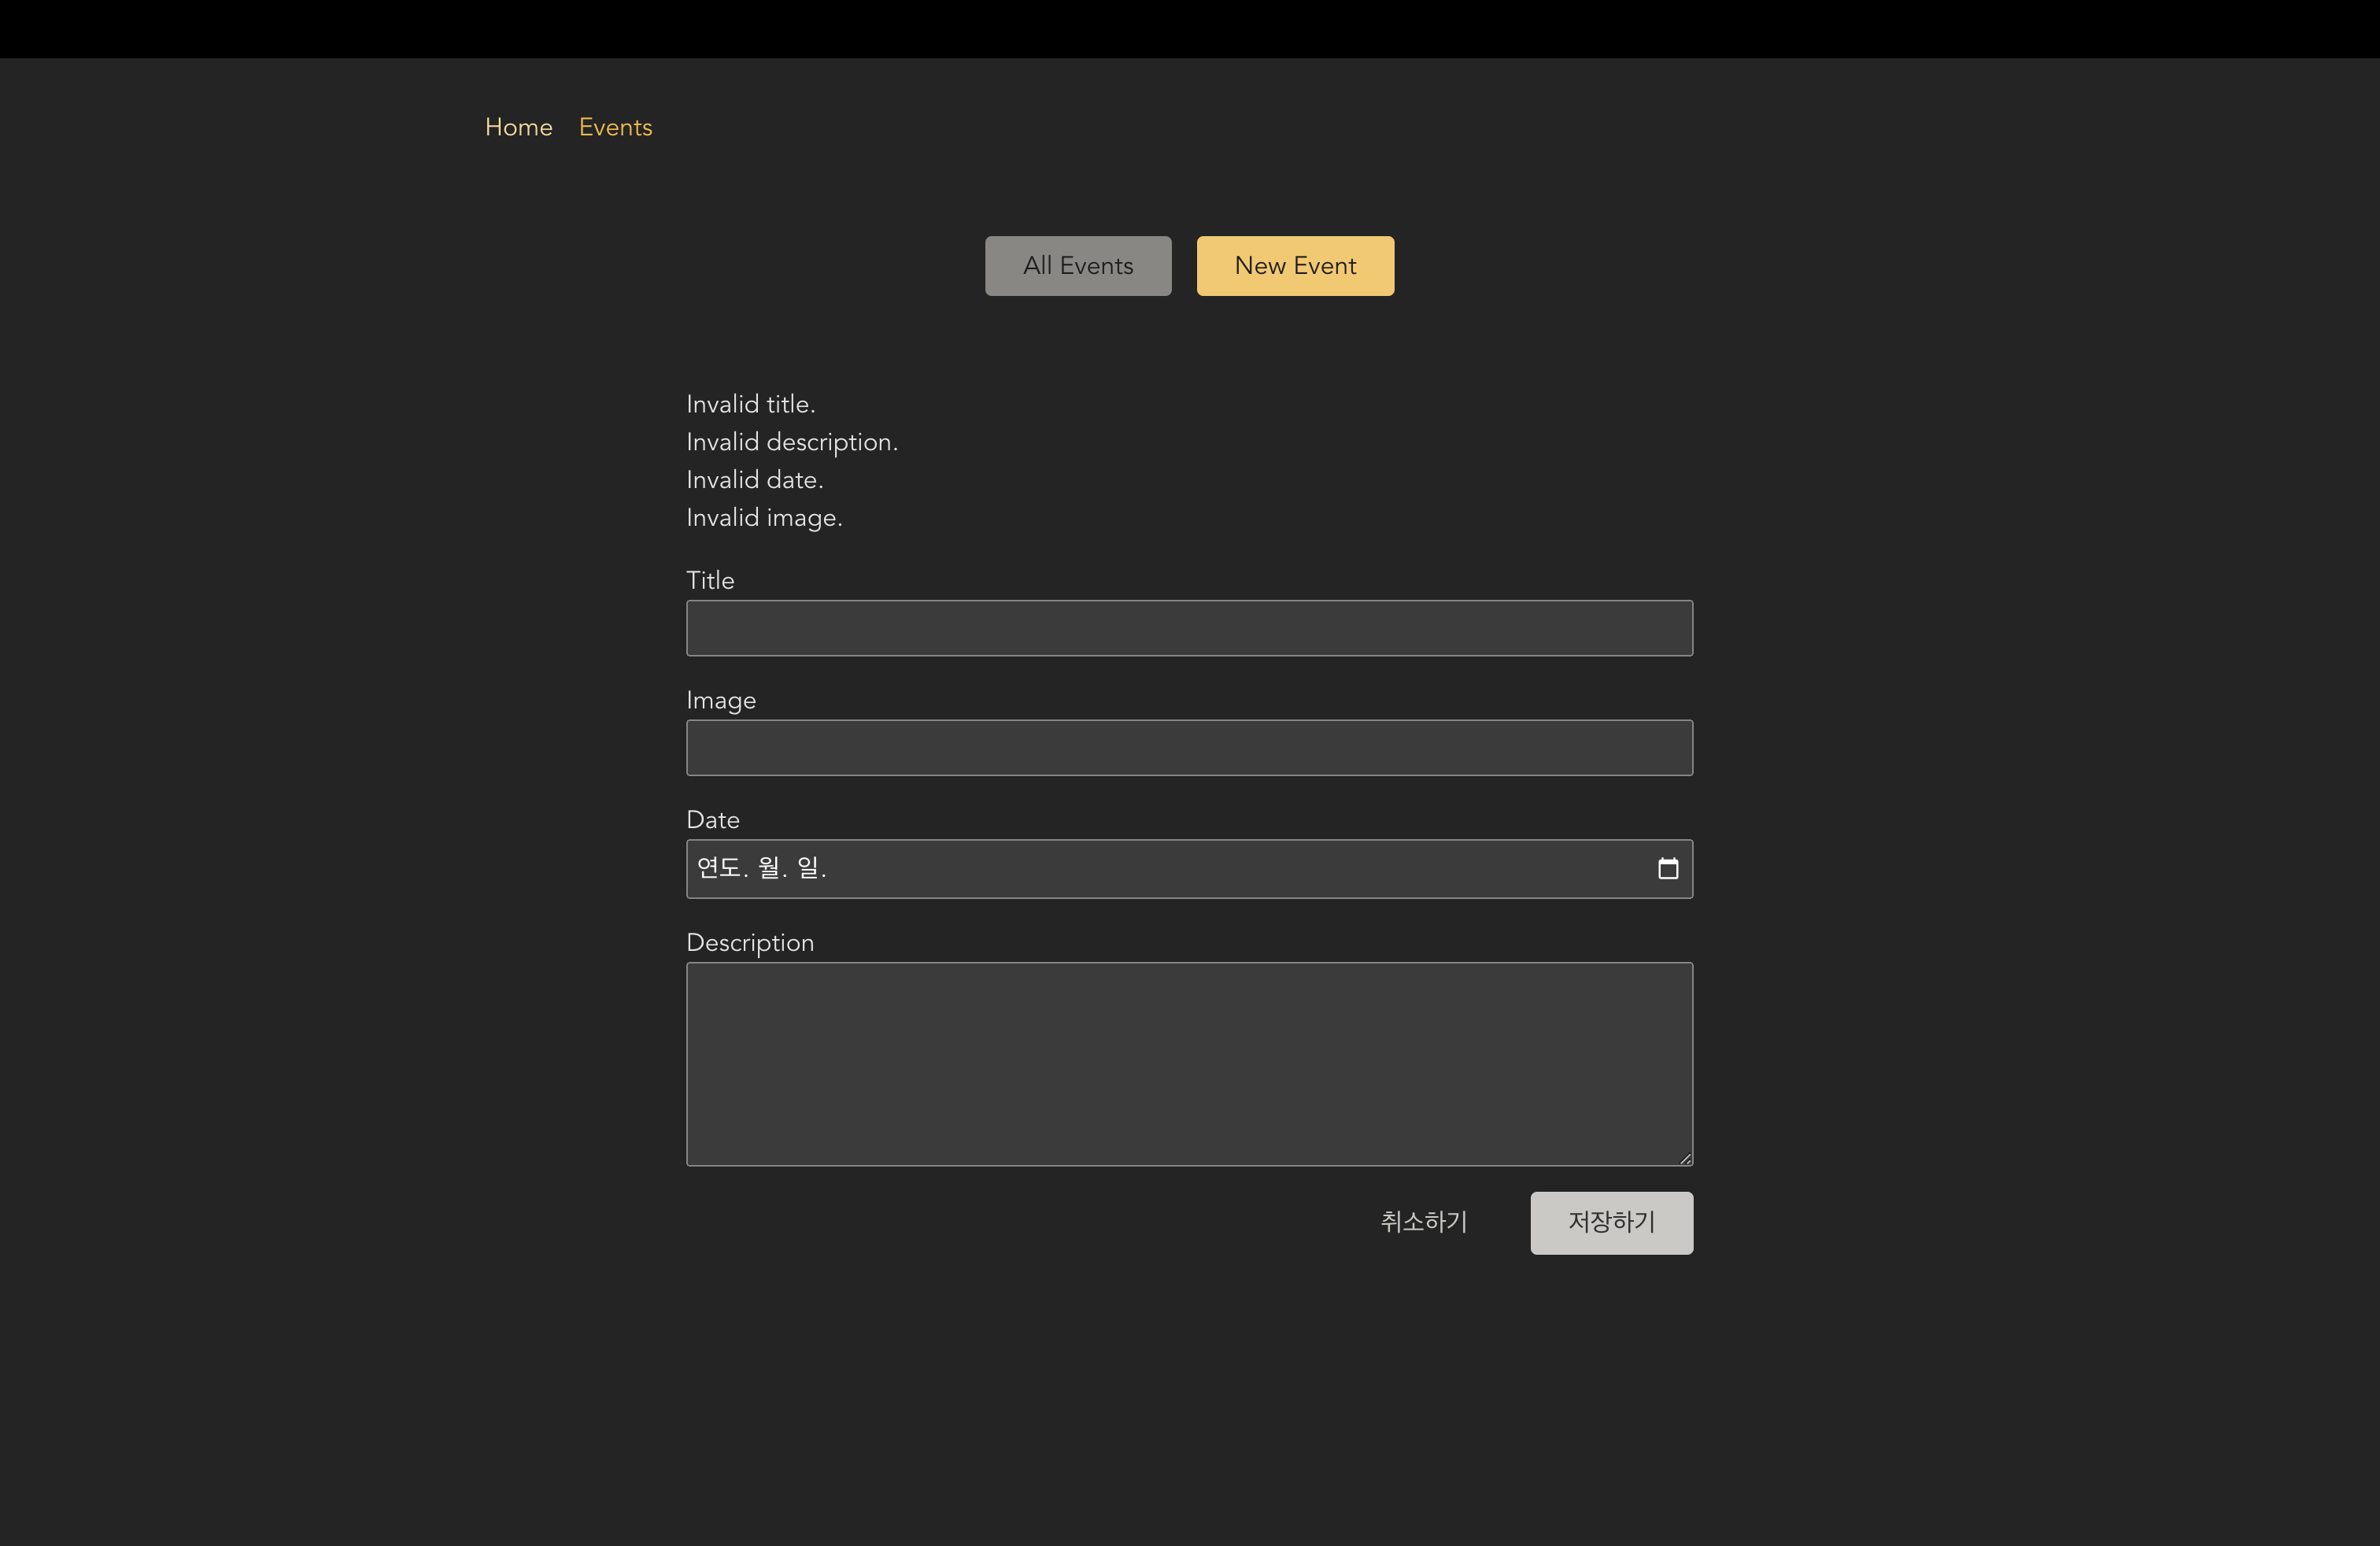 Home Events
All Events New Event
Invalid title.
Invalid description.
Invalid date.
Invalid image.
Title
Image
Date
연도. 월. 일.
Description
취소하기 저장하기